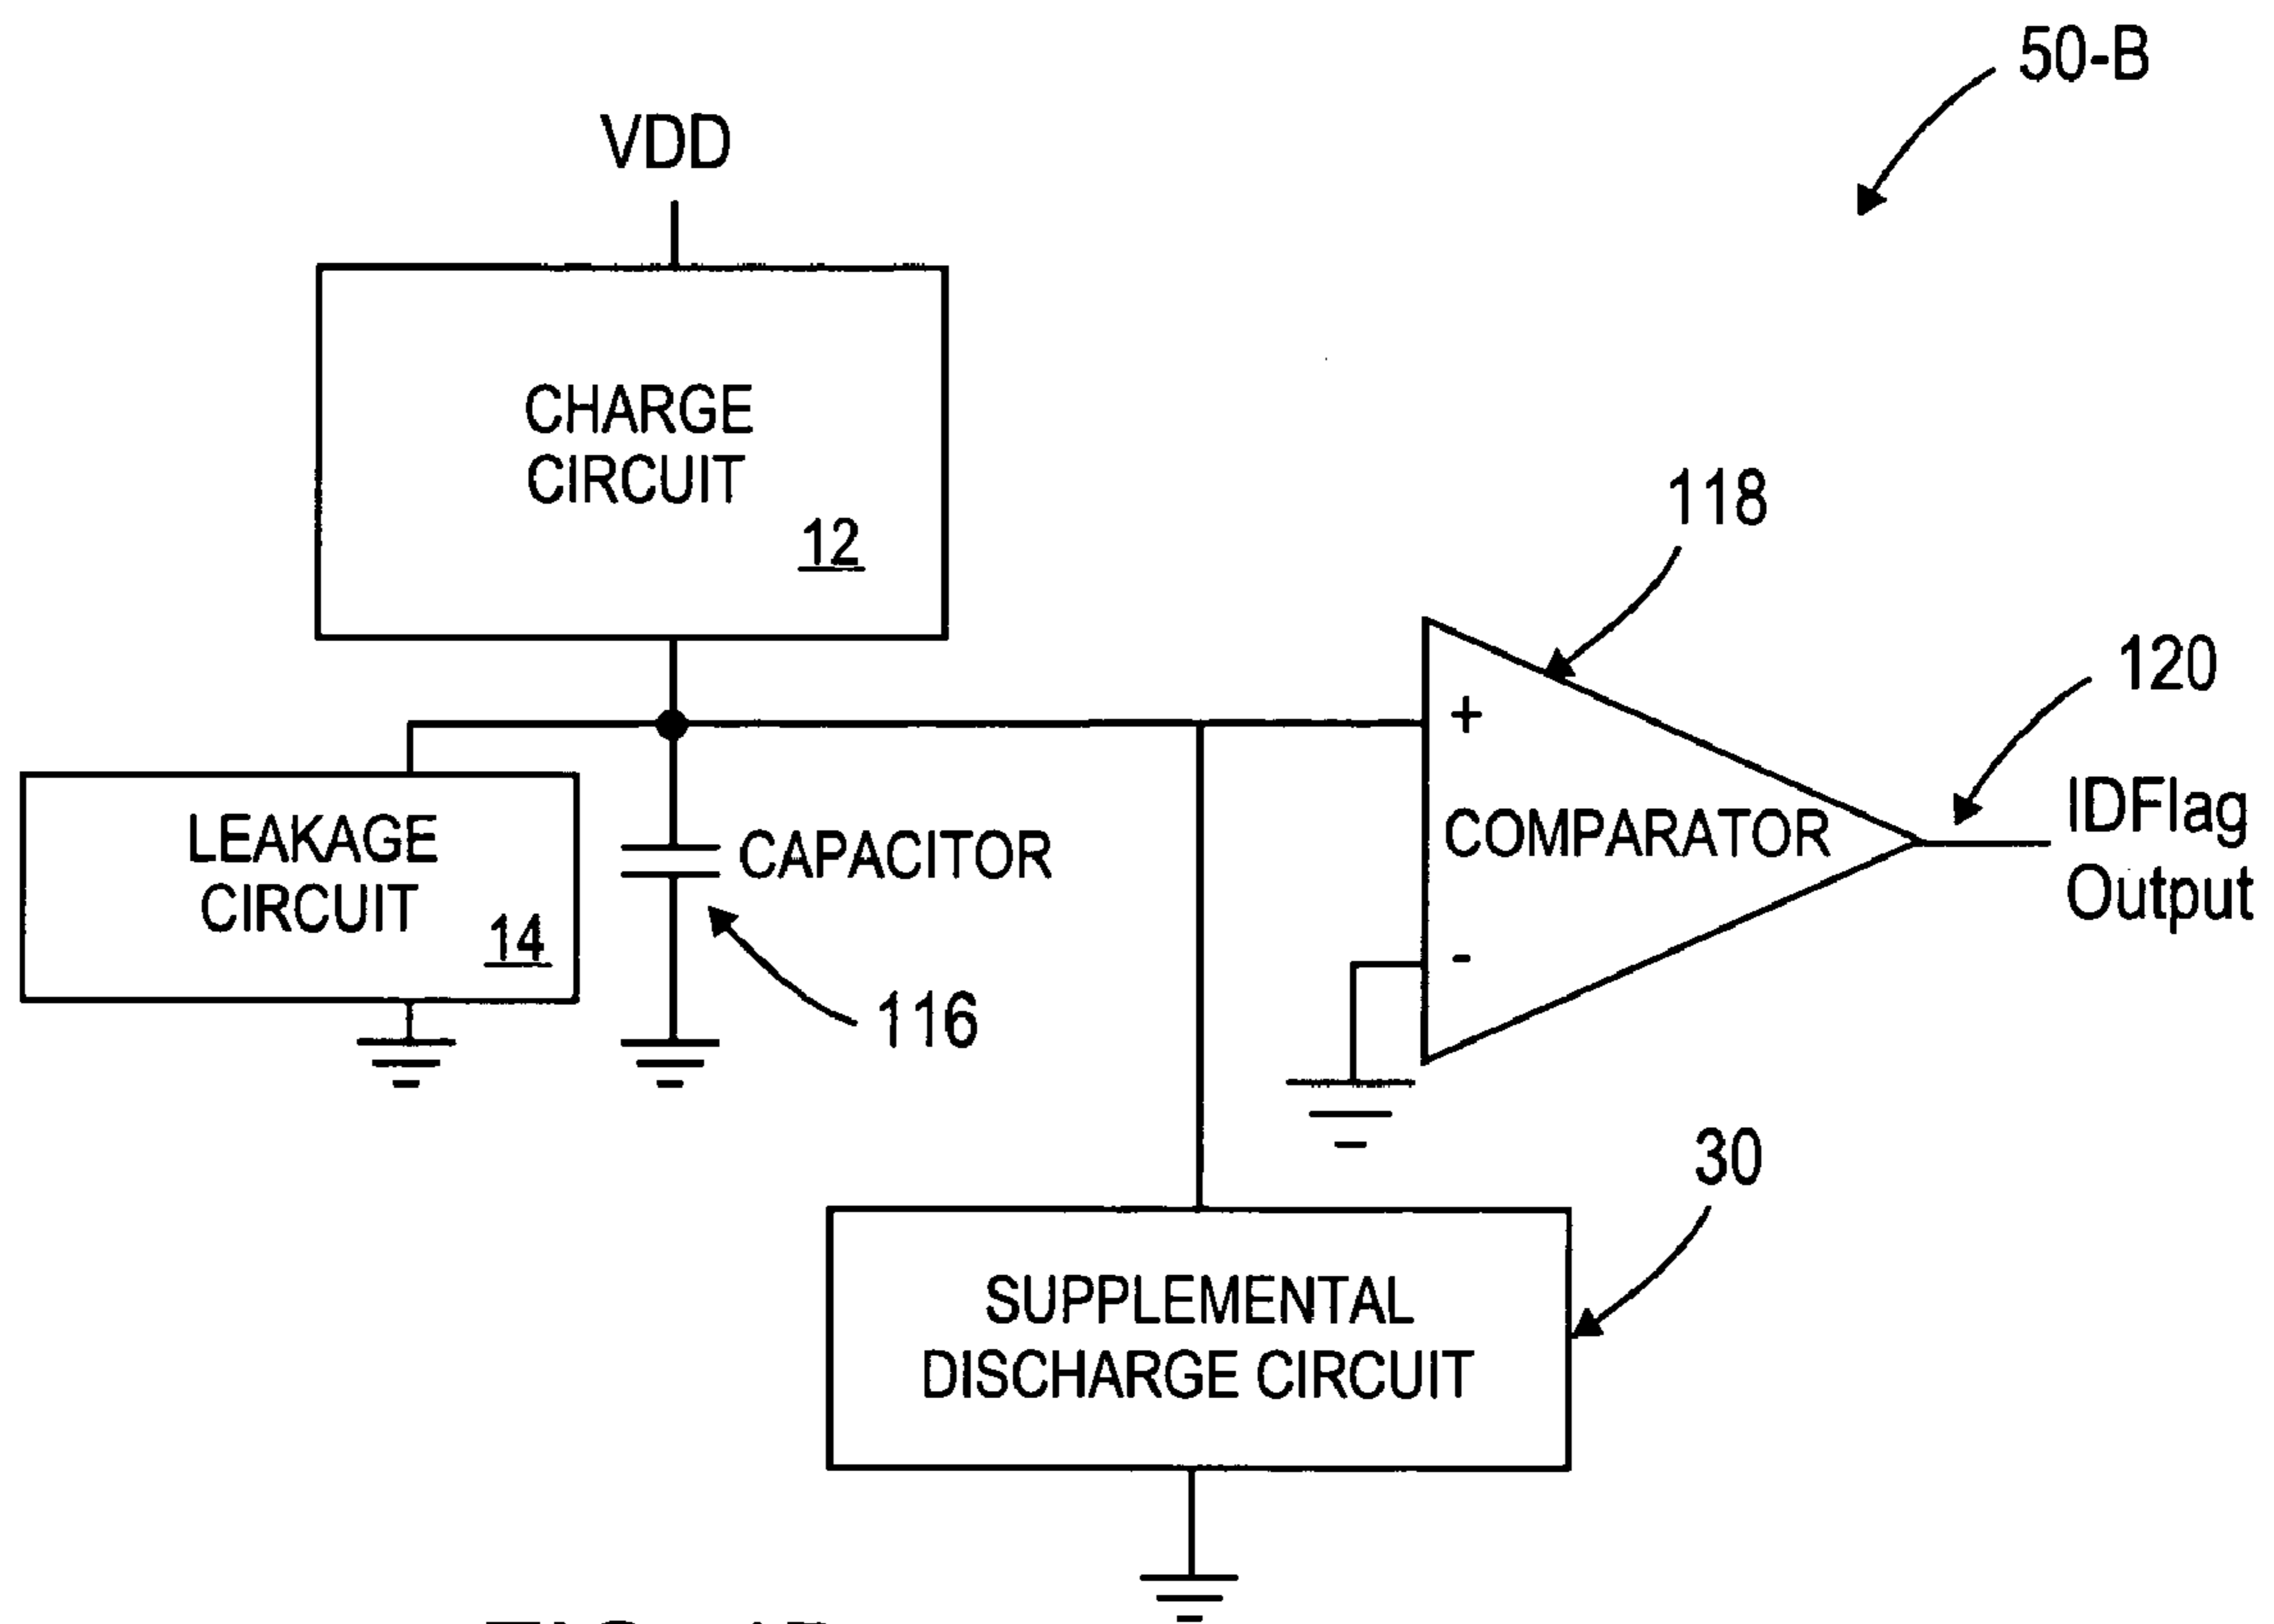 50-B
VDD
CHARGE
CIRCUIT
12
118
120
+
IDFlag
Output
COMPARATOR
LEAKAGE
CIRCUIT
14
CAPACITOR
-
116
30
SUPPLEMENTAL
DISCHARGE CIRCUIT